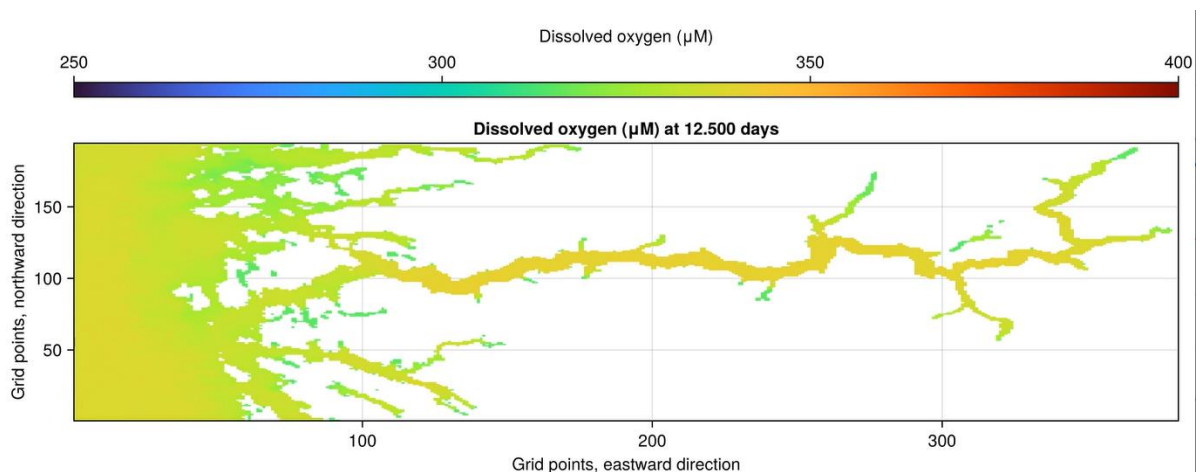 Dissolved oxygen (μM)
250 300 350 400
Dissolved oxygen (μM) at 12.500 days
Grid points, northward direction
150
100
50
100 200 300
Grid points, eastward direction